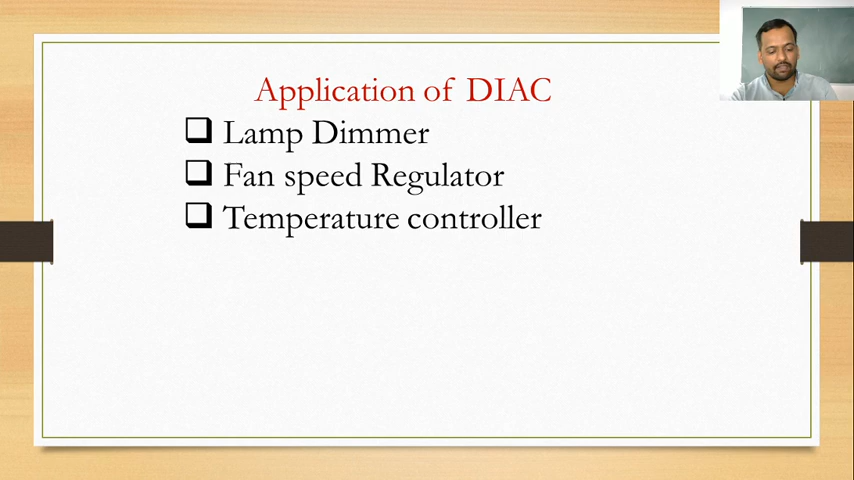 Application of DIAC
Lamp Dimmer
Fan speed Regulator
Temperature controller